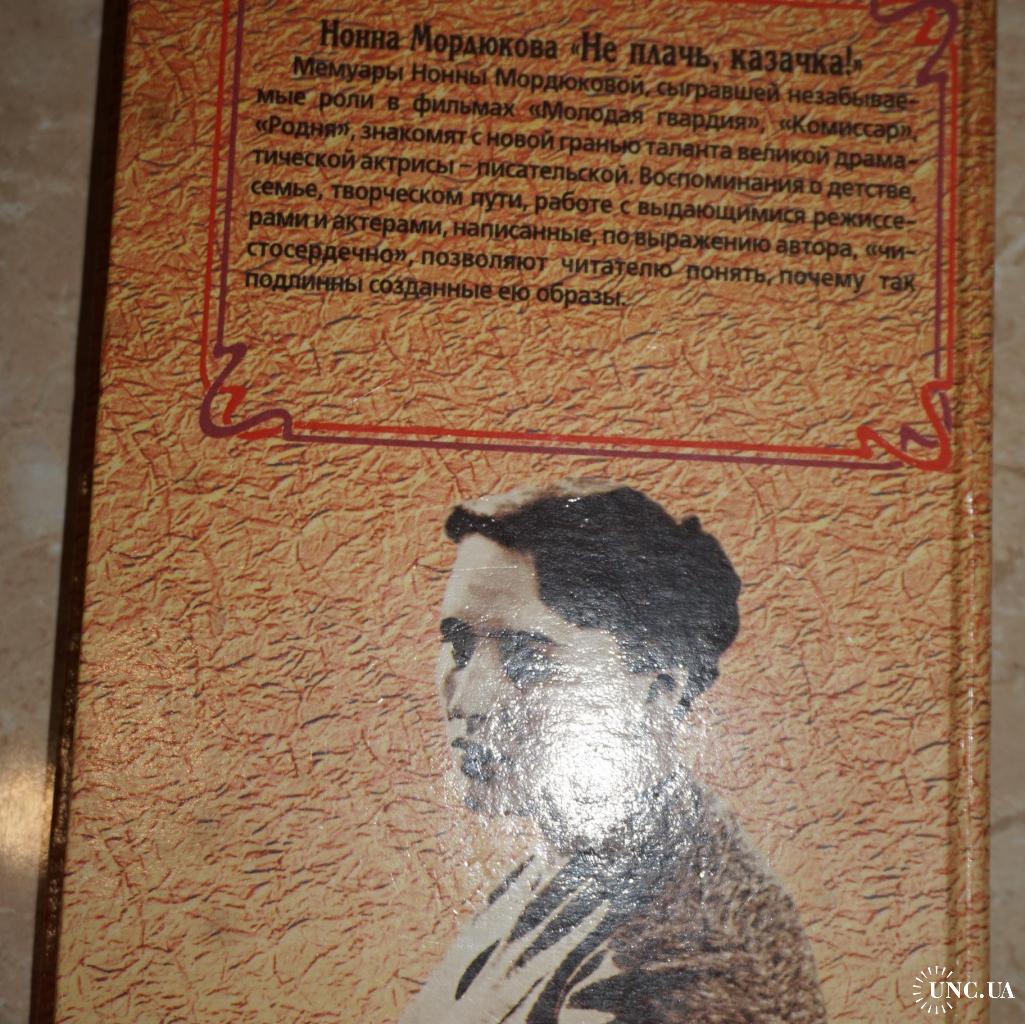 Нонна Мордюкова «Не плачь, казачка!»
Мемуары Нонны Мордюковой, сыгравшей незабывае-
мые роли в фильмах «Молодая гвардия», «Комиссар»,
«Родня», знакомят с новой гранью таланта великой драма-
тической актрисы – писательской. Воспоминания о детстве,
семье, творческом пути, работе с выдающимися режиссе-
рами и актерами, написанные, по выражению автора, «чи-
стосердечно», позволяют читателю понять, почему так
подлинны созданные ею образы.
UNC.UA